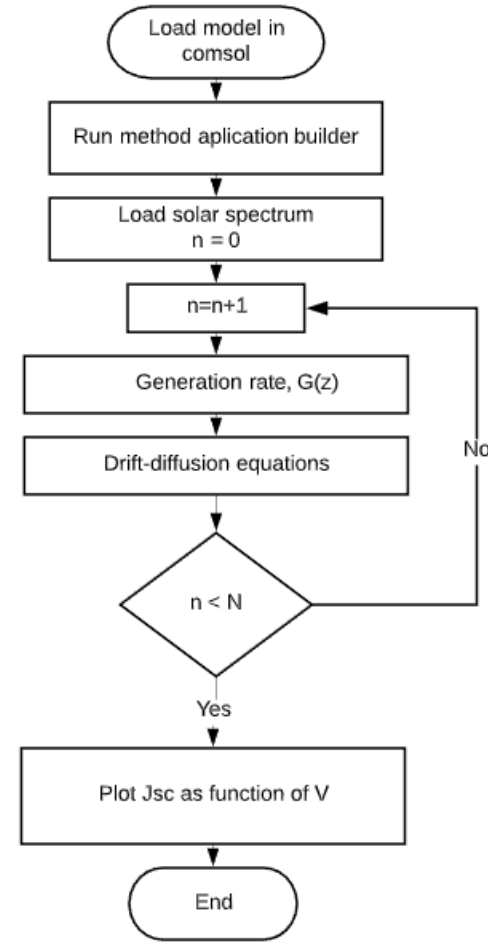 Load model in
comsol
Run method aplication builder
Load solar spectrum
n = 0
n=n+1
Generation rate, G(z)
Drift-diffusion equations
No
n < N
Yes
Plot Jsc as function of V
End